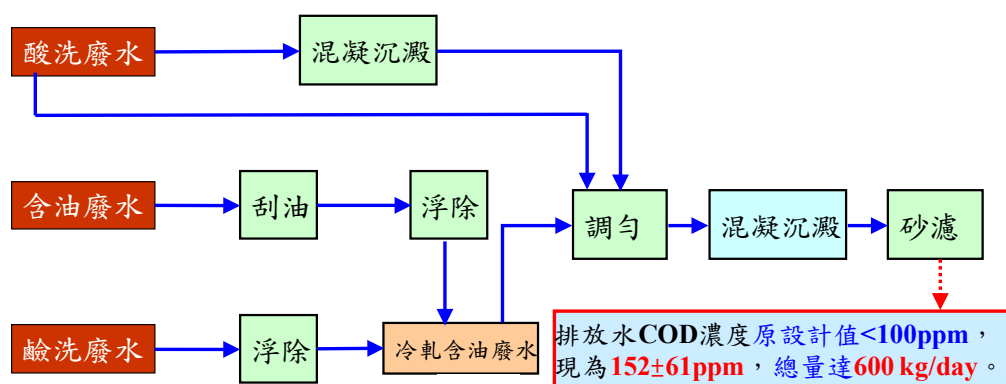 酸洗廢水
混凝沉澱
含油廢水
刮油
浮除
調勻
混凝沉澱
砂濾
鹼洗廢水
浮除
冷軋含油廢水
排放水COD濃度原設計值<100ppm，
現為152±61ppm，總量達600 kg/day。